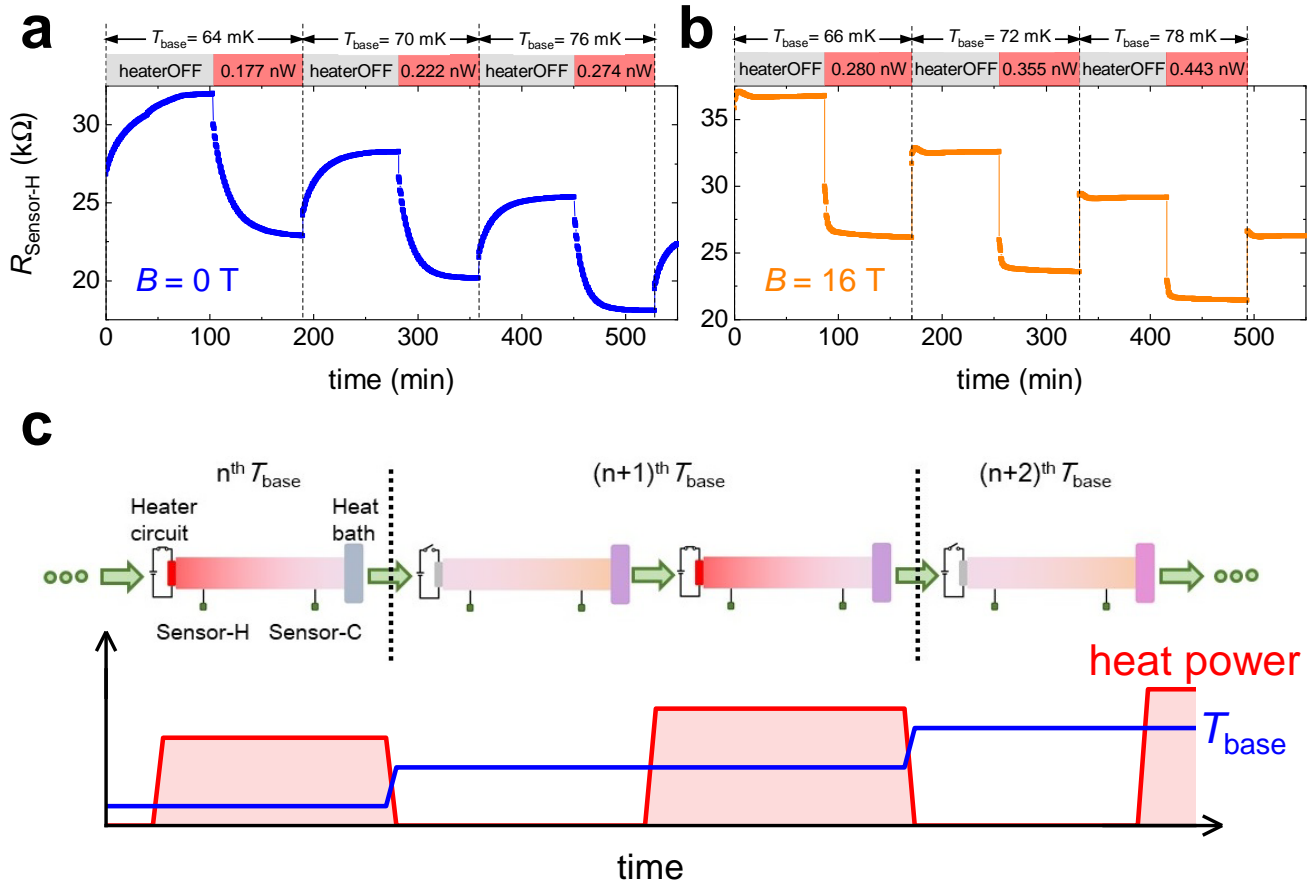 a
T_base= 64 mK T_base= 70 mK T_base= 76 mK
heaterOFF 0.177 nW heaterOFF 0.222 nW heaterOFF 0.274 nW
30
25
20
R_Sensor-H (kΩ)
B = 0 T
0 100 200 300 400 500
time (min)
b
T_base= 66 mK T_base= 72 mK T_base= 78 mK
heaterOFF 0.280 nW heaterOFF 0.355 nW heaterOFF 0.443 nW
35
30
25
20
B = 16 T
0 100 200 300 400 500
time (min)
c
n^th T_base (n+1)^th T_base (n+2)^th T_base
Heater
circuit
Heat
bath
Sensor-H Sensor-C
heat power
T_base
time